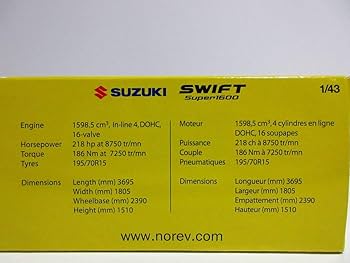 SUZUKI SWIFT Super1600 1/43
Engine 1598,5 cm³, In-line 4, DOHC,
16-valve
Horsepower 218 hp at 8750 tr/mn
Torque 186 Nm at 7250 tr/mn
Tyres 195/70R15
Dimensions Length (mm) 3695
Width (mm) 1805
Wheelbase (mm) 2390
Height (mm) 1510
Moteur 1598,5 cm³, 4 cylindres en ligne
DOHC, 16 soupapes
Puissance 218 ch à 8750 tr/mn
Couple 186 Nm à 7250 tr/mn
Pneumatiques 195/70R15
Dimensions Longueur (mm) 3695
Largeur (mm) 1805
Empattement (mm) 2390
Hauteur (mm) 1510
www.norev.com